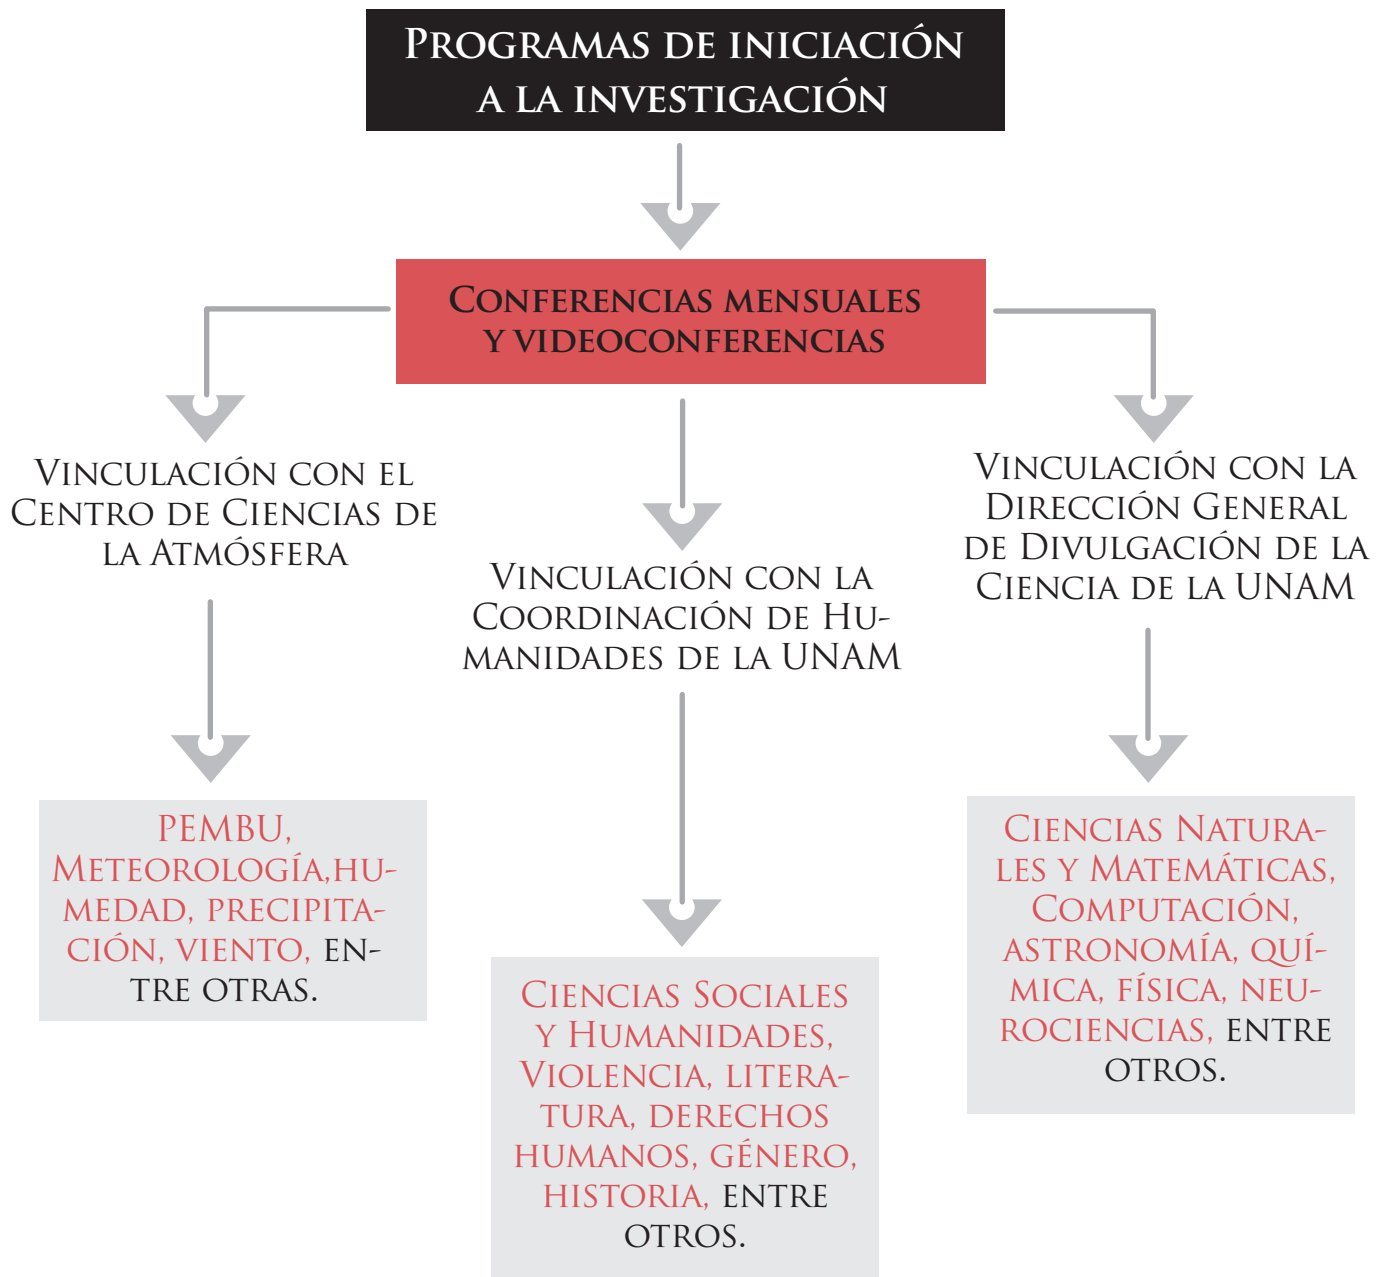 Programas de iniciación
a la investigación
Conferencias mensuales
y videoconferencias
Vinculación con el
Centro de Ciencias de
la Atmósfera
Vinculación con la
Coordinación de Hu-
manidades de la UNAM
Vinculación con la
Dirección General
de Divulgación de la
Ciencia de la UNAM
PEMBU,
Meteorología,hu-
medad, precipita-
ción, viento, en-
tre otras.
Ciencias Sociales
y Humanidades,
Violencia, litera-
tura, derechos
humanos, género,
historia, entre
otros.
Ciencias Natura-
les y Matemáticas,
Computación,
astronomía, quí-
mica, física, neu-
rociencias, entre
otros.